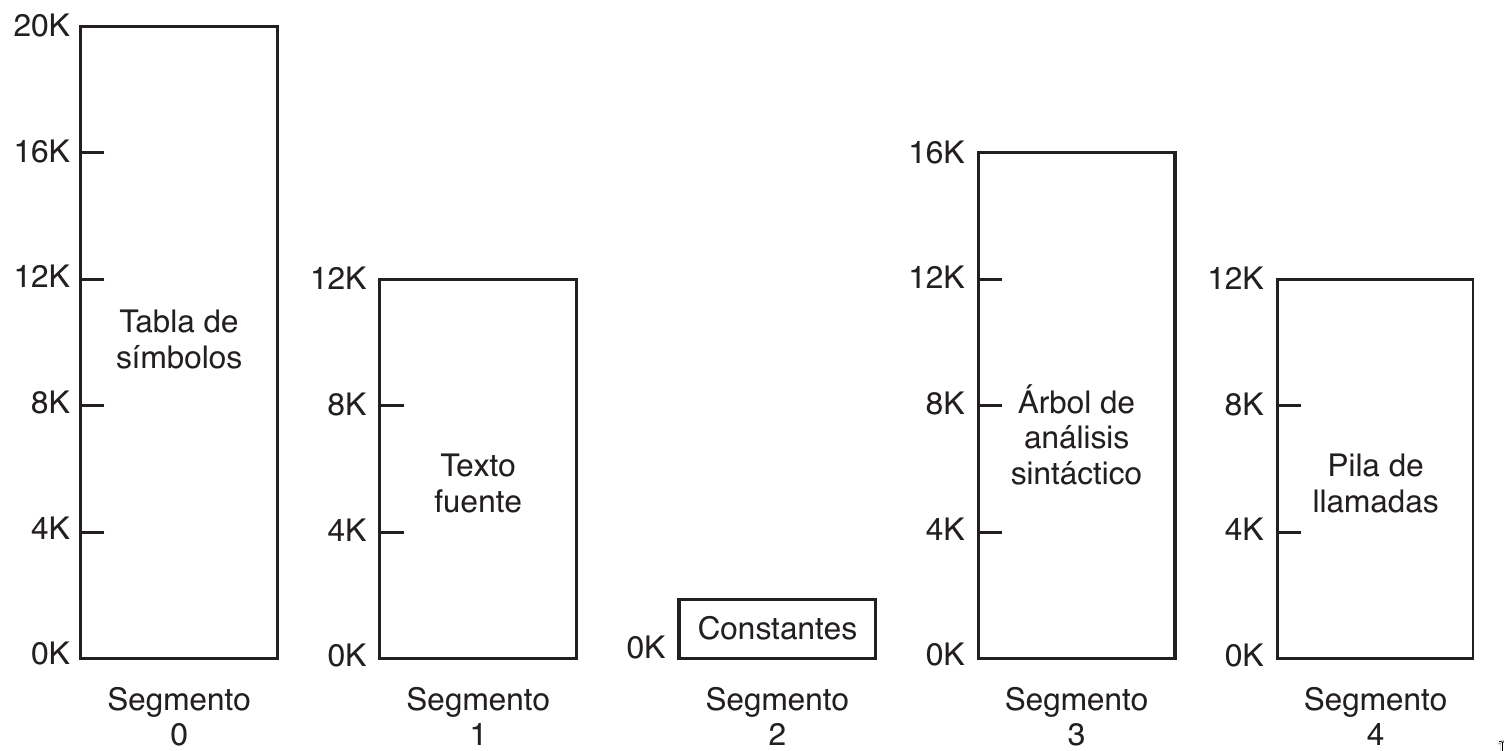 20K
16K
12K
8K
4K
0K
Tabla de
símbolos
Segmento
0
12K
8K
4K
0K
Texto
fuente
Segmento
1
0K
Constantes
Segmento
2
16K
12K
8K
4K
0K
Árbol de
análisis
sintáctico
Segmento
3
12K
8K
4K
0K
Pila de
llamadas
Segmento
4